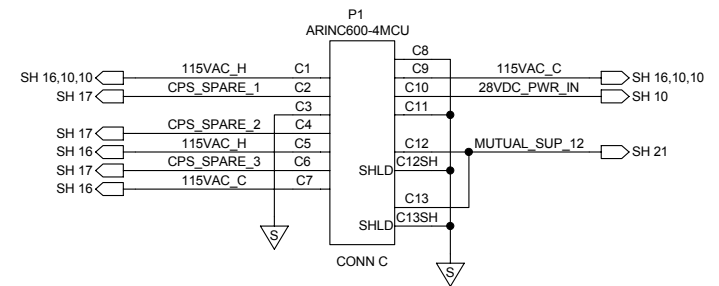 P1
ARINC600-4MCU
C8
SH 16,10,10 115VAC_H C1 C9 115VAC_C SH 16,10,10
SH 17 CPS_SPARE_1 C2 C10 28VDC_PWR_IN SH 10
C3 C11
SH 17 CPS_SPARE_2 C4
SH 16 115VAC_H C5 C12 MUTUAL_SUP_12 SH 21
SH 17 CPS_SPARE_3 C6 SHLD C12SH
SH 16 115VAC_C C7
C13
SHLD C13SH
S
CONN C
S